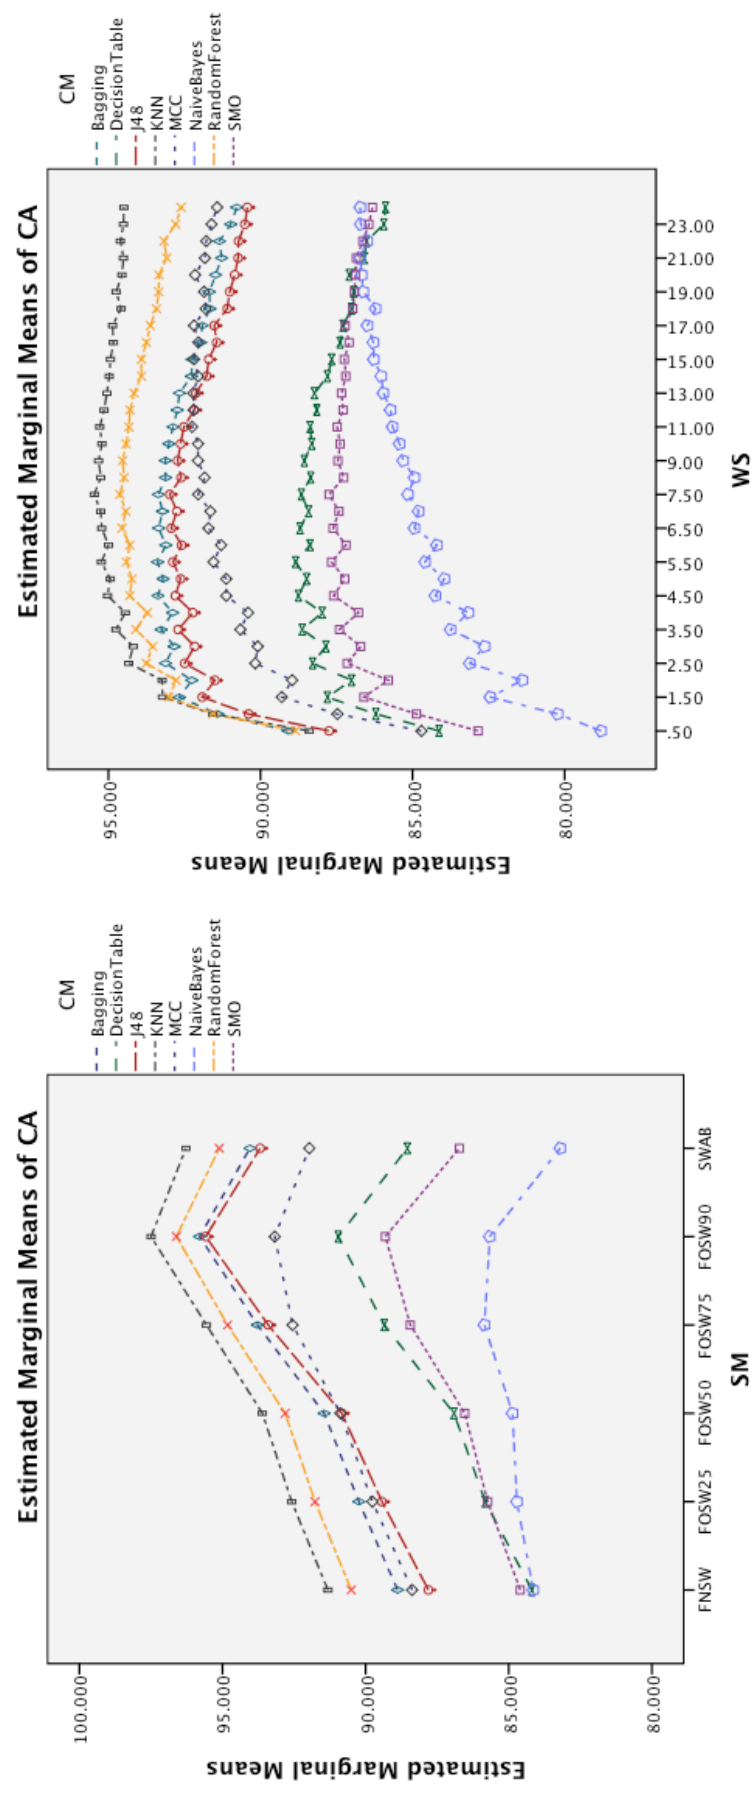 Estimated Marginal Means of CA
Estimated Marginal Means
100.000
95.000
90.000
85.000
80.000
FNSW
FOSW25
FOSW50
FOSW75
FOSW90
SWAB
SM
CM
Bagging
DecisionTable
J48
KNN
MCC
NaiveBayes
RandomForest
SMO
Estimated Marginal Means of CA
Estimated Marginal Means
95.000
90.000
85.000
80.000
.50
1.50
2.50
3.50
4.50
5.50
6.50
7.50
9.00
11.00
13.00
15.00
17.00
19.00
21.00
23.00
WS
CM
Bagging
DecisionTable
J48
KNN
MCC
NaiveBayes
RandomForest
SMO